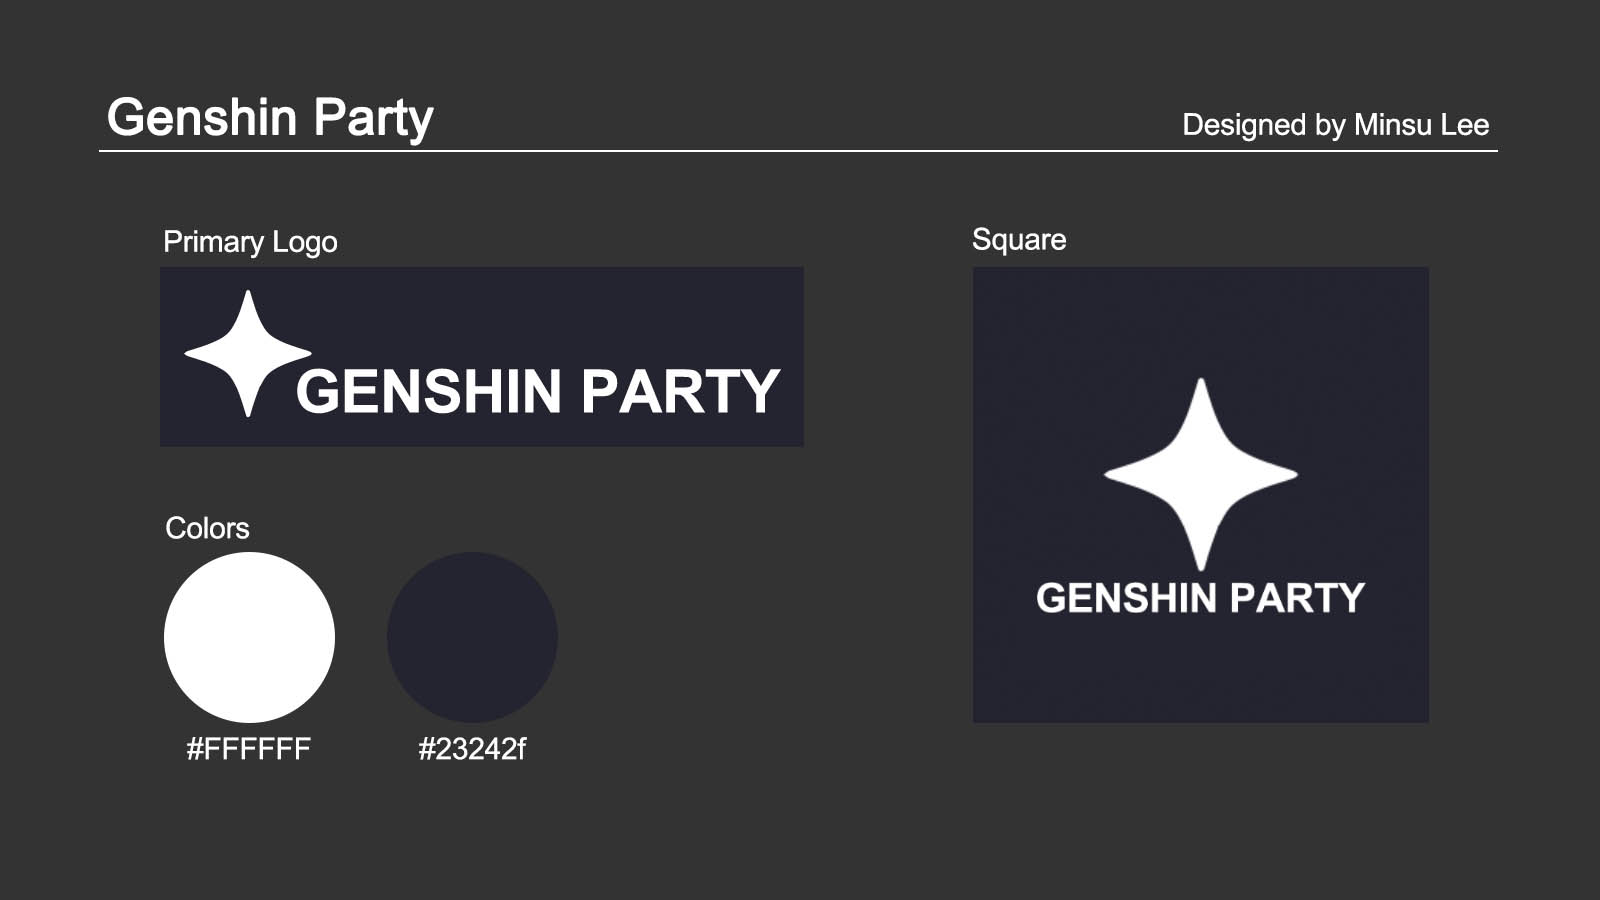 Genshin Party
Designed by Minsu Lee
Primary Logo
GENSHIN PARTY
Square
GENSHIN PARTY
Colors
#FFFFFF
#23242f